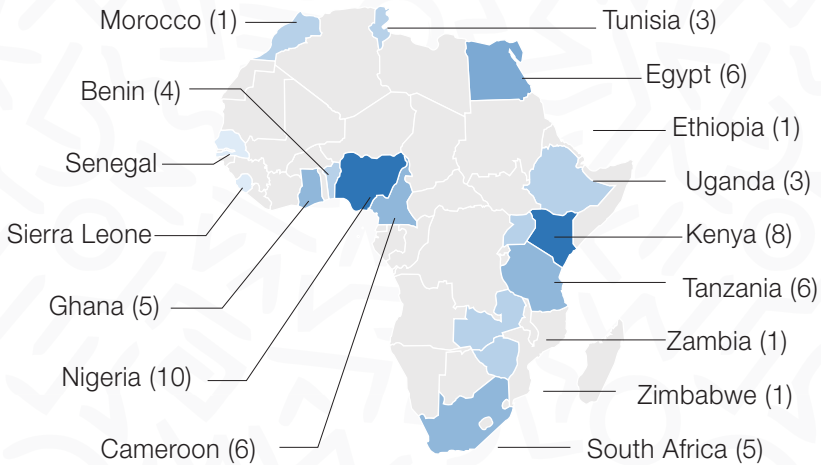 Morocco (1)
Tunisia (3)
Benin (4)
Egypt (6)
Ethiopia (1)
Senegal
Uganda (3)
Sierra Leone
Kenya (8)
Ghana (5)
Tanzania (6)
Zambia (1)
Nigeria (10)
Zimbabwe (1)
Cameroon (6)
South Africa (5)